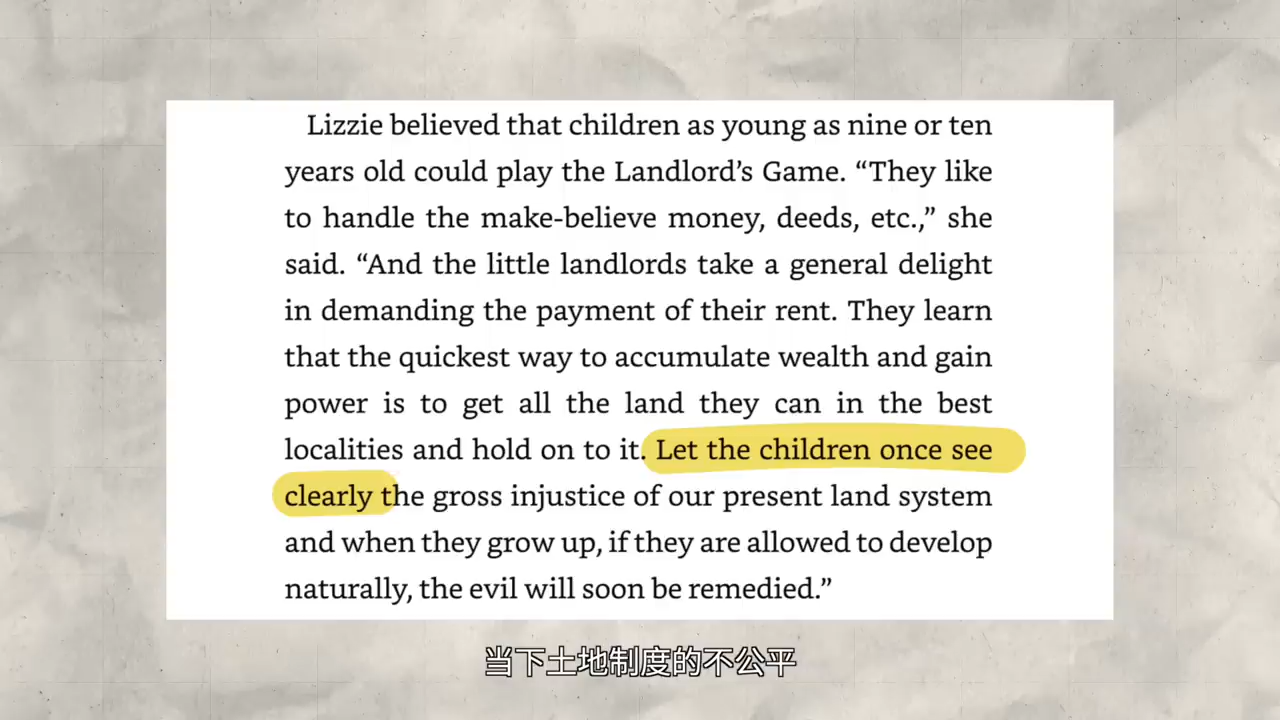 Lizzie believed that children as young as nine or ten
years old could play the Landlord’s Game. “They like
to handle the make-believe money, deeds, etc.,” she
said. “And the little landlords take a general delight
in demanding the payment of their rent. They learn
that the quickest way to accumulate wealth and gain
power is to get all the land they can in the best
localities and hold on to it. Let the children once see
clearly the gross injustice of our present land system
and when they grow up, if they are allowed to develop
naturally, the evil will soon be remedied.”
当下土地制度的不公平